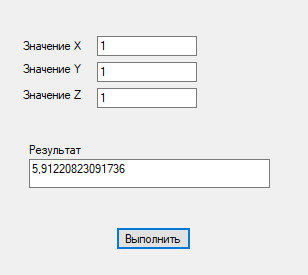 Значение X 1
Значение Y 1
Значение Z 1
Результат
5,91220823091736
Выполнить